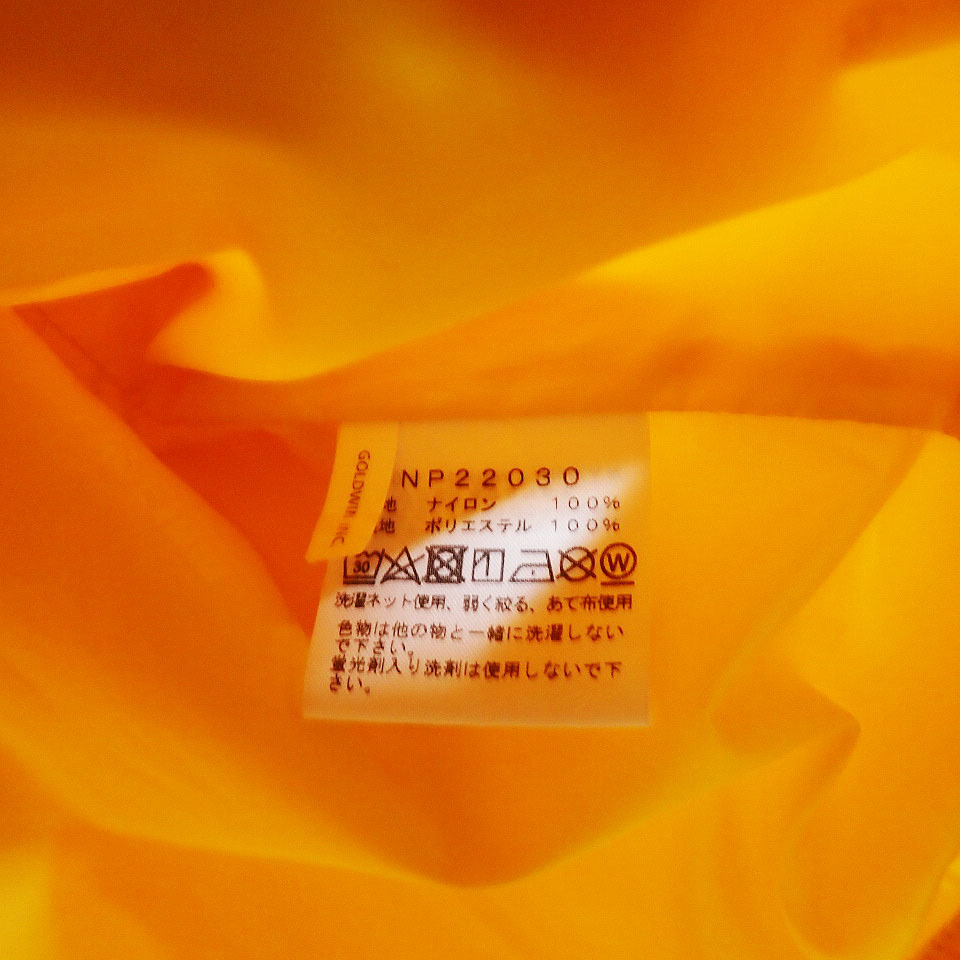 GOLDWIN INC
NP22030
地 ナイロン 100%
地 ポリエステル 100%
30 W
洗濯ネット使用、弱く絞る、あて布使用
色物は他の物と一緒に洗濯しない
で下さい。
蛍光剤入り洗剤は使用しないで下
さい。